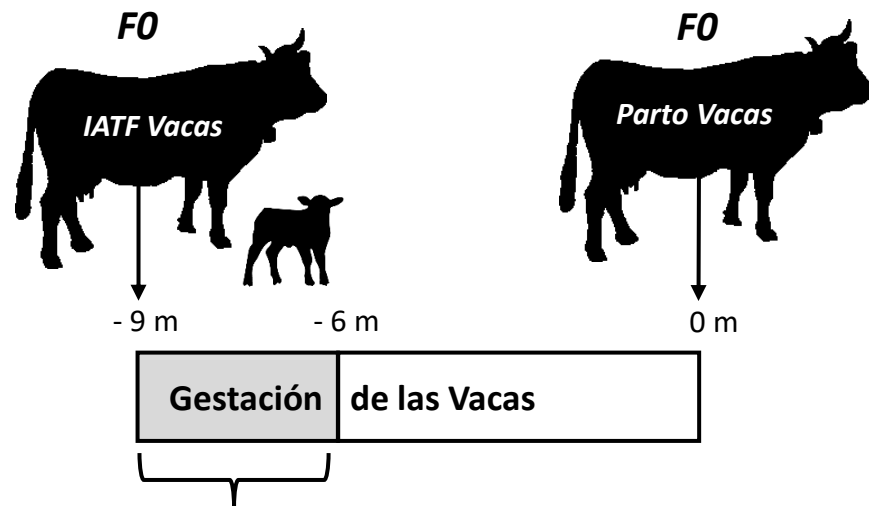 F0
F0
IATF Vacas
Parto Vacas
- 9 m
- 6 m
0 m
Gestación de las Vacas